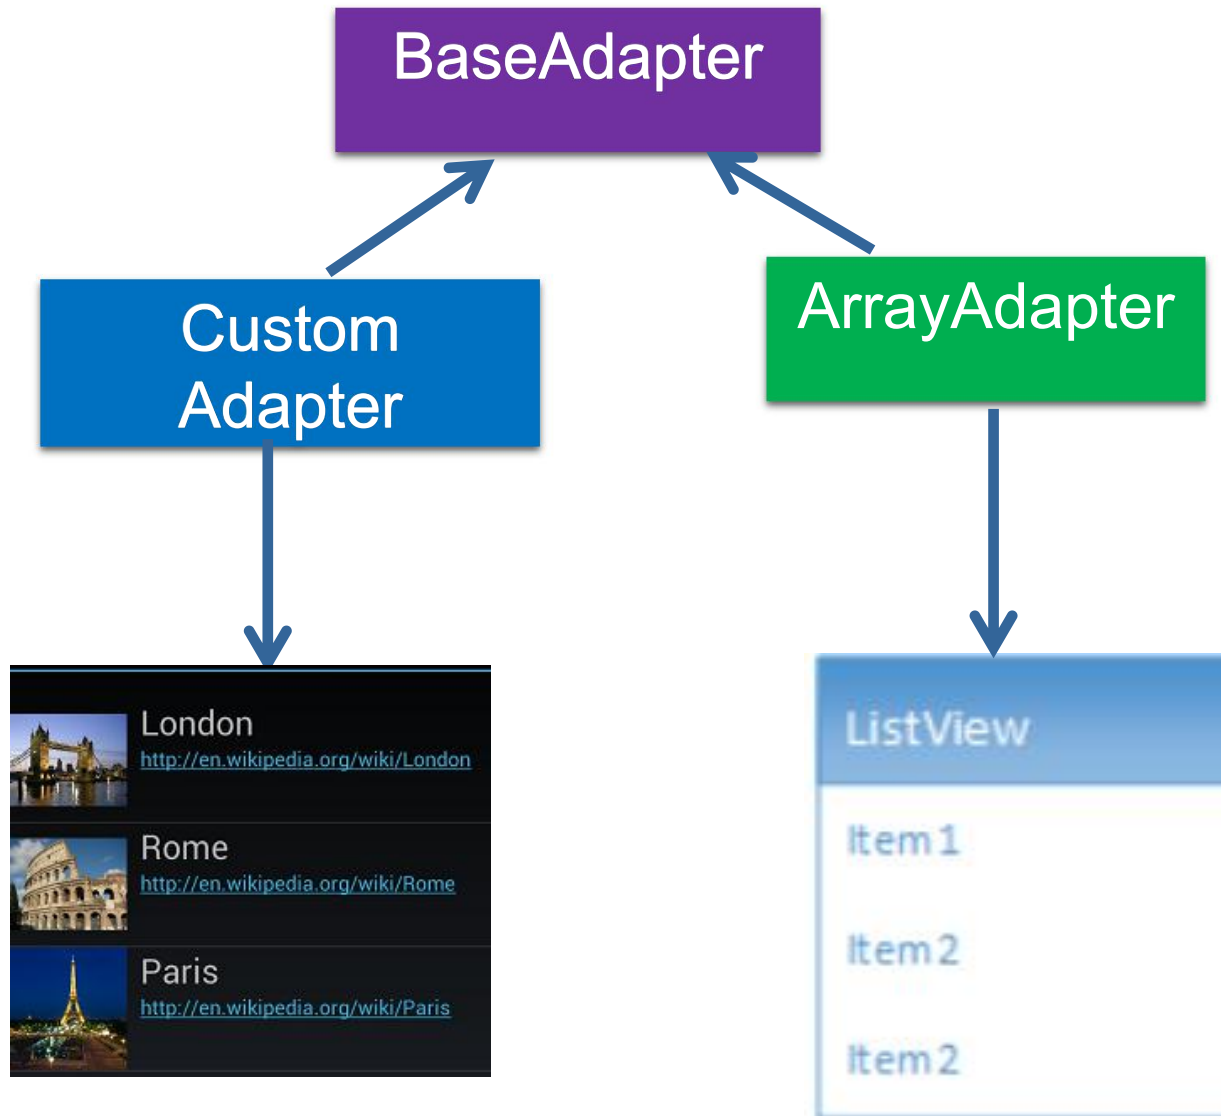 BaseAdapter
Custom
Adapter
ArrayAdapter
London
http://en.wikipedia.org/wiki/London
Rome
http://en.wikipedia.org/wiki/Rome
Paris
http://en.wikipedia.org/wiki/Paris
ListView
Item 1
Item 2
Item 2